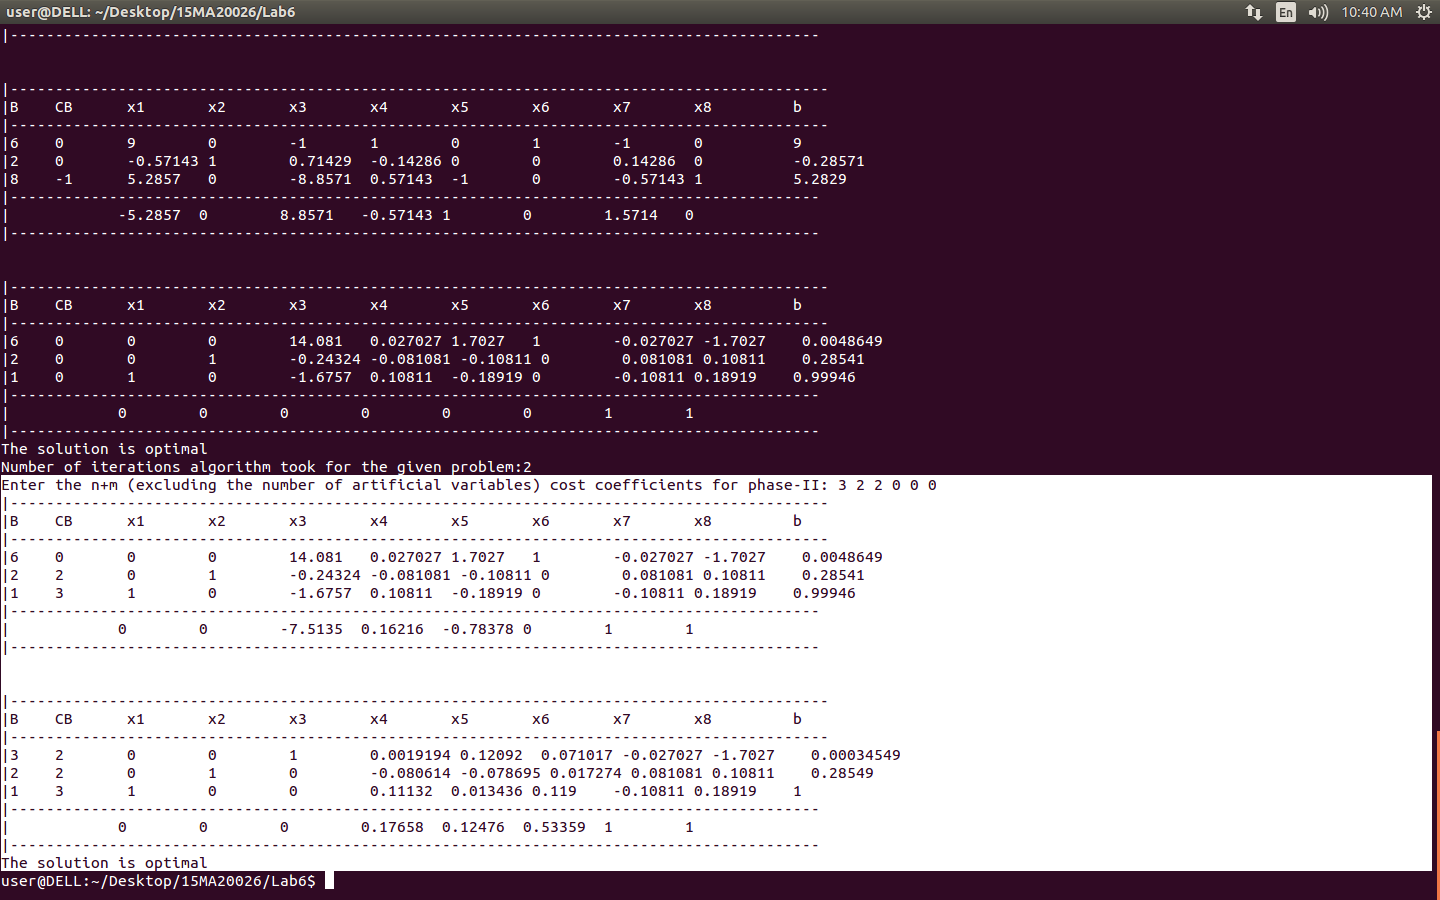 user@DELL: ~/Desktop/15MA20026/Lab6 En 10:40 AM
|------------------------------------------------------------------------------------------
|-------------------------------------------------------------------------------------------
|B CB x1 x2 x3 x4 x5 x6 x7 x8 b
|-------------------------------------------------------------------------------------------
|6 0 9 0 -1 1 0 1 -1 0 9
|2 0 -0.57143 1 0.71429 -0.14286 0 0 0.14286 0 -0.28571
|8 -1 5.2857 0 -8.8571 0.57143 -1 0 -0.57143 1 5.2829
|------------------------------------------------------------------------------------------
| -5.2857 0 8.8571 -0.57143 1 0 1.5714 0
|------------------------------------------------------------------------------------------
|-------------------------------------------------------------------------------------------
|B CB x1 x2 x3 x4 x5 x6 x7 x8 b
|-------------------------------------------------------------------------------------------
|6 0 0 0 14.081 0.027027 1.7027 1 -0.027027 -1.7027 0.0048649
|2 0 0 1 -0.24324 -0.081081 -0.10811 0 0.081081 0.10811 0.28541
|1 0 1 0 -1.6757 0.10811 -0.18919 0 -0.10811 0.18919 0.99946
|------------------------------------------------------------------------------------------
| 0 0 0 0 0 0 1 1
|------------------------------------------------------------------------------------------
The solution is optimal
Number of iterations algorithm took for the given problem:2
Enter the n+m (excluding the number of artificial variables) cost coefficients for phase-II: 3 2 2 0 0 0
|-------------------------------------------------------------------------------------------
|B CB x1 x2 x3 x4 x5 x6 x7 x8 b
|-------------------------------------------------------------------------------------------
|6 0 0 0 14.081 0.027027 1.7027 1 -0.027027 -1.7027 0.0048649
|2 2 0 1 -0.24324 -0.081081 -0.10811 0 0.081081 0.10811 0.28541
|1 3 1 0 -1.6757 0.10811 -0.18919 0 -0.10811 0.18919 0.99946
|------------------------------------------------------------------------------------------
| 0 0 -7.5135 0.16216 -0.78378 0 1 1
|------------------------------------------------------------------------------------------
|-------------------------------------------------------------------------------------------
|B CB x1 x2 x3 x4 x5 x6 x7 x8 b
|-------------------------------------------------------------------------------------------
|3 2 0 0 1 0.0019194 0.12092 0.071017 -0.027027 -1.7027 0.00034549
|2 2 0 1 0 -0.080614 -0.078695 0.017274 0.081081 0.10811 0.28549
|1 3 1 0 0 0.11132 0.013436 0.119 -0.10811 0.18919 1
|------------------------------------------------------------------------------------------
| 0 0 0 0.17658 0.12476 0.53359 1 1
|------------------------------------------------------------------------------------------
The solution is optimal
user@DELL:~/Desktop/15MA20026/Lab6$